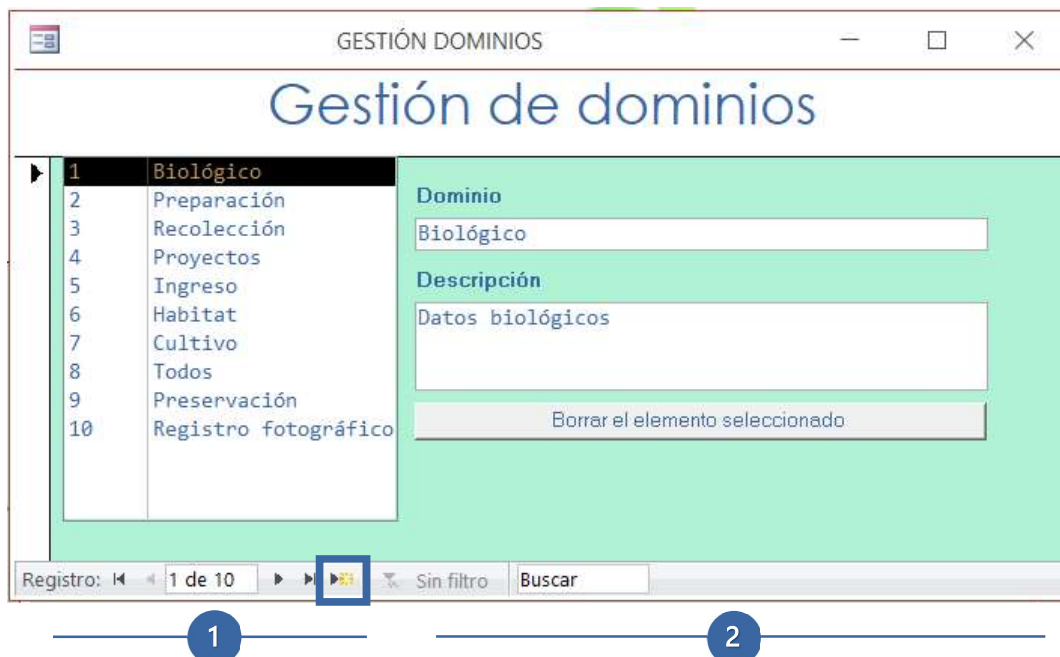 GESTIÓN DOMINIOS
Gestión de dominios
1 Biológico
2 Preparación
3 Recolección
4 Proyectos
5 Ingreso
6 Habitat
7 Cultivo
8 Todos
9 Preservación
10 Registro fotográfico
Dominio
Biológico
Descripción
Datos biológicos
Borrar el elemento seleccionado
Registro: 1 de 10 Sin filtro Buscar
1 2